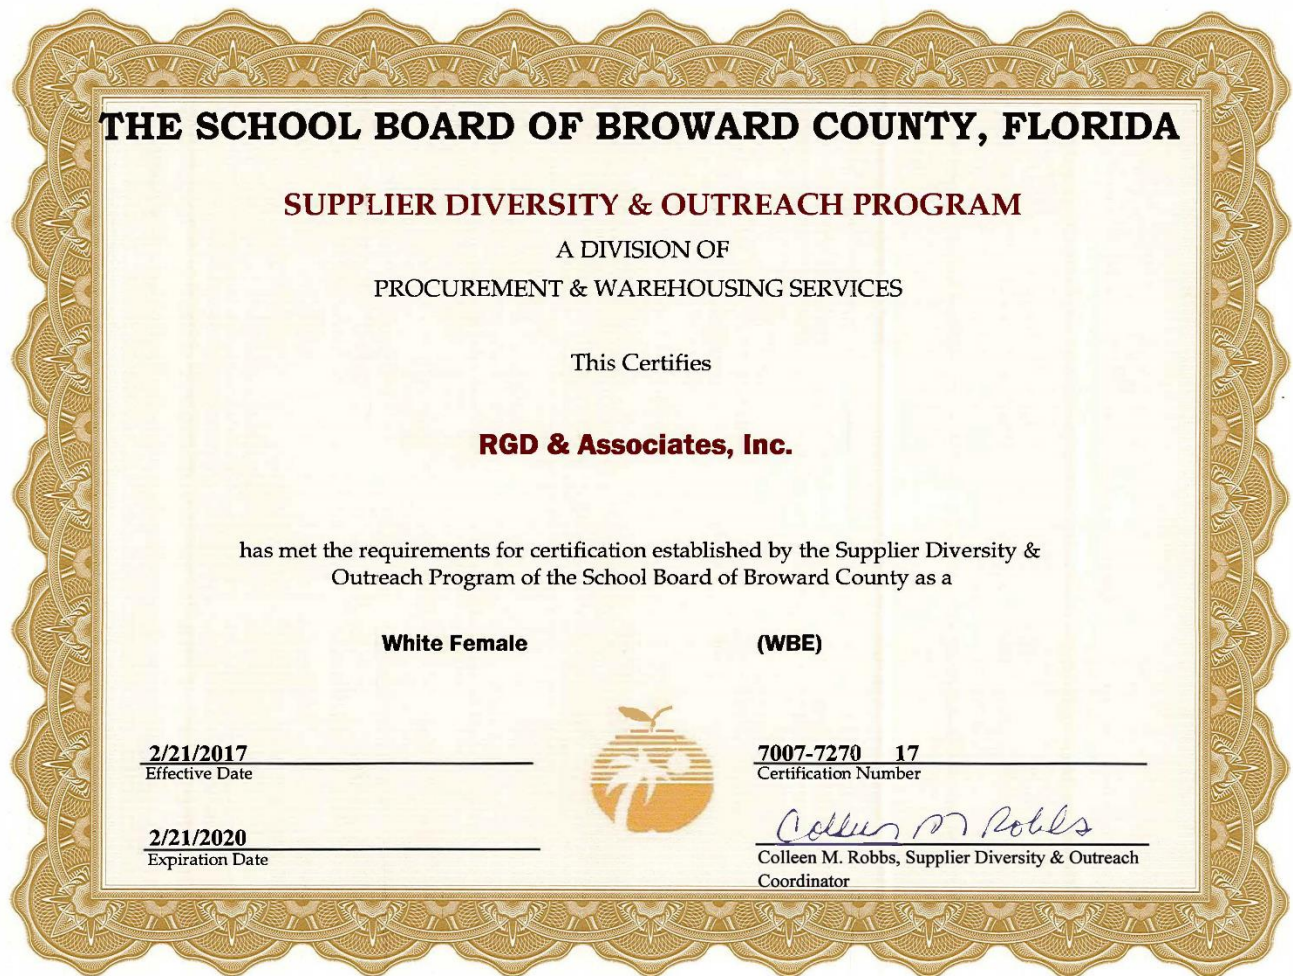 THE SCHOOL BOARD OF BROWARD COUNTY, FLORIDA
SUPPLIER DIVERSITY & OUTREACH PROGRAM
A DIVISION OF
PROCUREMENT & WAREHOUSING SERVICES
This Certifies
RGD & Associates, Inc.
has met the requirements for certification established by the Supplier Diversity &
Outreach Program of the School Board of Broward County as a
White Female (WBE)
2/21/2017
Effective Date
7007-7270 17
Certification Number
2/21/2020
Expiration Date
Colleen M Robbs
Colleen M. Robbs, Supplier Diversity & Outreach
Coordinator